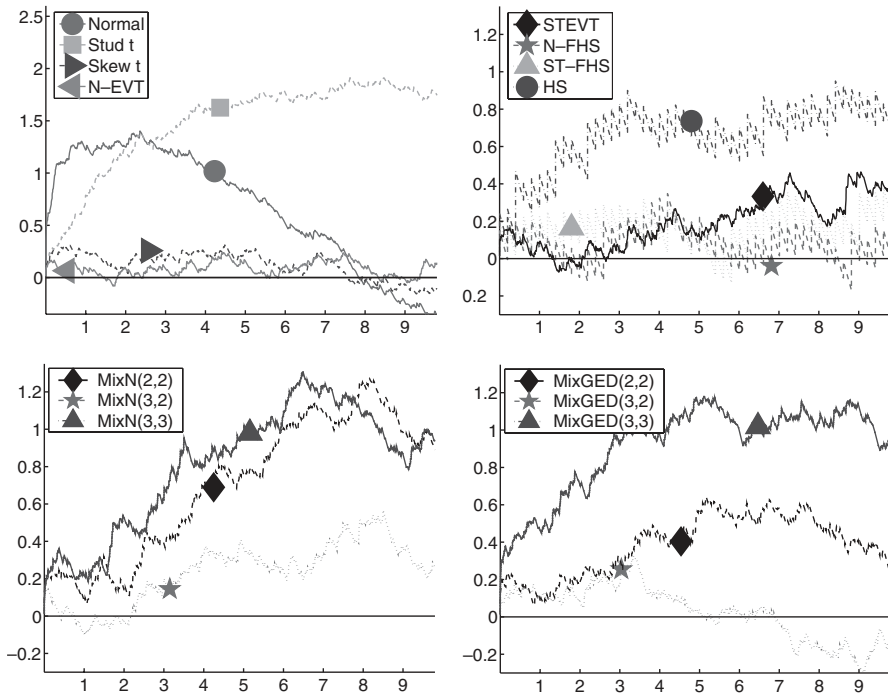 2.5
2
1.5
1
0.5
0
1 2 3 4 5 6 7 8 9
Normal
Stud t
Skew t
N–EVT
1.2
1
0.8
0.6
0.4
0.2
0
0.2
1 2 3 4 5 6 7 8 9
STEVT
N–FHS
ST–FHS
HS
1.2
1
0.8
0.6
0.4
0.2
0
–0.2
1 2 3 4 5 6 7 8 9
MixN(2,2)
MixN(3,2)
MixN(3,3)
1.2
1
0.8
0.6
0.4
0.2
0
–0.2
1 2 3 4 5 6 7 8 9
MixGED(2,2)
MixGED(3,2)
MixGED(3,3)